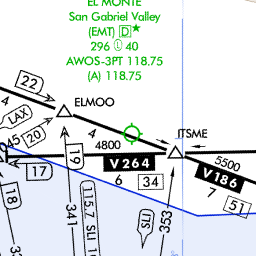 EL MONTE
San Gabriel Valley
(EMT) D★
296 L 40
AWOS-3PT 118.75
(A) 118.75
22
ELMOO
4
LAX
20
45
4
ITSME
4800
5500
19
V264
V186
17
6
34
7
51
18
341
115.7 SLI
SLI
353